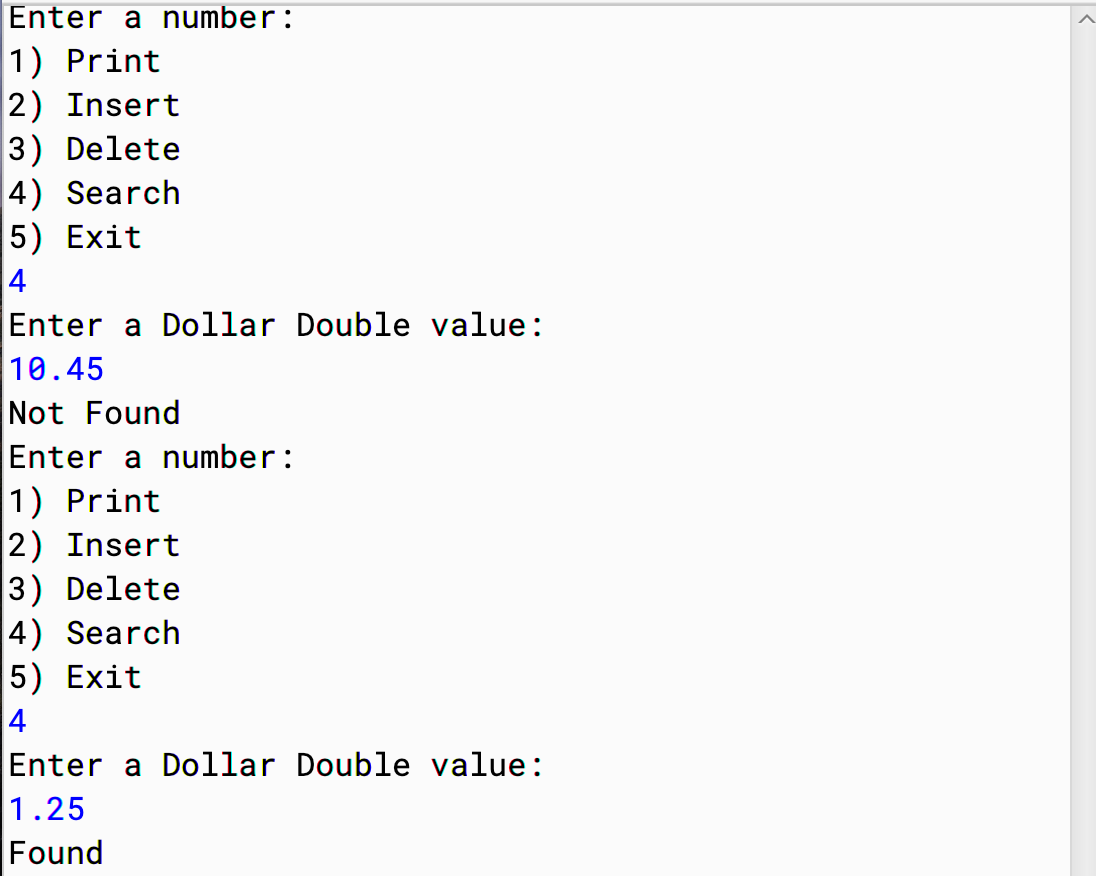 Enter a number:
1) Print
2) Insert
3) Delete
4) Search
5) Exit
4
Enter a Dollar Double value:
10.45
Not Found
Enter a number:
1) Print
2) Insert
3) Delete
4) Search
5) Exit
4
Enter a Dollar Double value:
1.25
Found